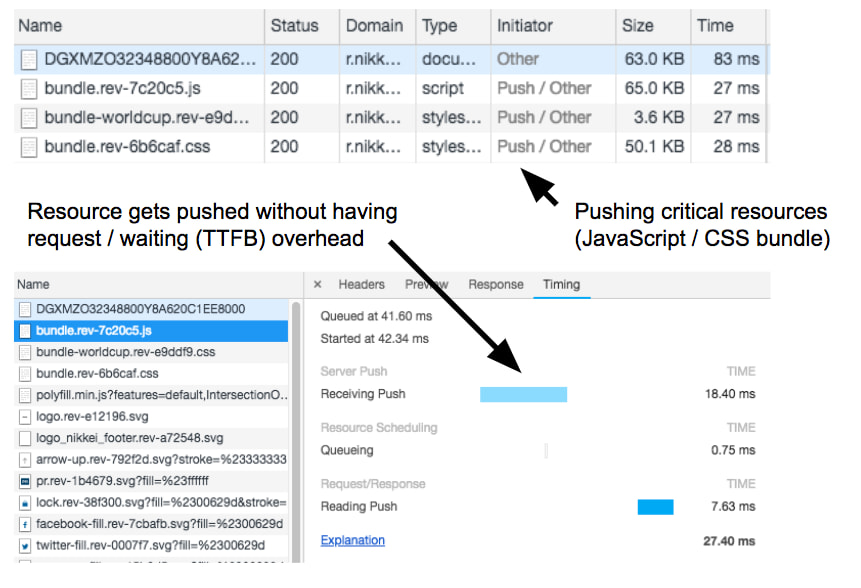 Name Status Domain Type Initiator Size Time
DGXMZO32348800Y8A62... 200 r.nikk... docu... Other 63.0 KB 83 ms
bundle.rev-7c20c5.js 200 r.nikk... script Push / Other 65.0 KB 27 ms
bundle-worldcup.rev-e9d... 200 r.nikk... styles... Push / Other 3.6 KB 27 ms
bundle.rev-6b6caf.css 200 r.nikk... styles... Push / Other 50.1 KB 28 ms
Resource gets pushed without having
request / waiting (TTFB) overhead
Pushing critical resources
(JavaScript / CSS bundle)
Name
DGXMZO32348800Y8A620C1EE8000
bundle.rev-7c20c5.js
bundle-worldcup.rev-e9ddf9.css
bundle.rev-6b6caf.css
polyfill.min.js?features=default,IntersectionO...
logo.rev-e12196.svg
logo_nikkei_footer.rev-a72548.svg
arrow-up.rev-792f2d.svg?stroke=%23333333
pr.rev-1b4679.svg?fill=%23ffffff
lock.rev-38f300.svg?fill=%2300629d&stroke=
facebook-fill.rev-7cbafb.svg?fill=%2300629d
twitter-fill.rev-0007f7.svg?fill=%2300629d
× Headers Preview Response Timing
Queued at 41.60 ms
Started at 42.34 ms
Server Push TIME
Receiving Push 18.40 ms
Resource Scheduling TIME
Queueing 0.75 ms
Request/Response TIME
Reading Push 7.63 ms
Explanation 27.40 ms